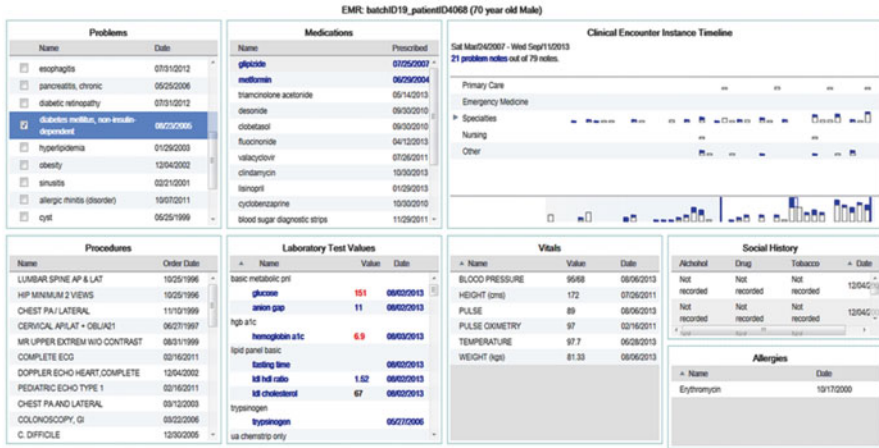 EMR: batchID19_patientID4068 (70 year old Male)
Problems
Name Date
esophagitis 07/31/2012
pancreatitis, chronic 05/25/2006
diabetic retinopathy 07/31/2012
diabetes mellitus, non-insulin-
dependent 08/23/2005
hyperlipidemia 01/29/2003
obesity 12/04/2002
sinusitis 02/21/2001
allergic rhinitis (disorder) 10/07/2011
cyst 05/25/1999
Medications
Name Prescribed
glipizide 07/25/2007
metformin 06/29/2004
triamcinolone acetonide 05/14/2013
desonide 09/30/2010
clobetasol 09/30/2010
fluocinonide 04/12/2013
valacyclovir 07/26/2011
clindamycin 10/30/2013
lisinopril 01/29/2013
cyclobenzaprine 10/30/2010
blood sugar diagnostic strips 11/29/2011
Clinical Encounter Instance Timeline
Sat Mar/24/2007 - Wed Sep/11/2013
21 problem notes out of 79 notes.
Primary Care
Emergency Medicine
Specialties
Nursing
Other
Procedures
Name Order Date
LUMBAR SPINE AP & LAT 10/25/1996
HIP MINIMUM 2 VIEWS 10/25/1996
CHEST PA / LATERAL 11/10/1999
CERVICAL AP/LAT + OBL/A21 06/27/1997
MR UPPER EXTREM W/O CONTRAST 08/31/1999
COMPLETE ECG 02/16/2011
DOPPLER ECHO HEART,COMPLETE 12/04/2002
PEDIATRIC ECHO TYPE 1 02/16/2011
CHEST PA AND LATERAL 03/12/2003
COLONOSCOPY, GI 03/22/2006
C. DIFFICILE 12/30/2005
Laboratory Test Values
Name Value Date
basic metabolic pnl
glucose 151 08/02/2013
anion gap 11 08/02/2013
hgb a1c
hemoglobin a1c 6.9 08/03/2013
lipid panel basic
fasting time 08/02/2013
ldl hdl ratio 1.52 08/02/2013
ldl cholesterol 67 08/02/2013
trypsinogen
trypsinogen 05/27/2006
ua chemstrip only
Vitals
Name Value Date
BLOOD PRESSURE 96/68 08/06/2013
HEIGHT (cms) 172 07/26/2011
PULSE 89 08/06/2013
PULSE OXIMETRY 97 02/16/2011
TEMPERATURE 97.7 06/28/2013
WEIGHT (kgs) 81.33 08/06/2013
Social History
Alchohol Drug Tobacco Date
Not Not Not
recorded recorded recorded
Not Not Not
recorded recorded recorded
Allergies
Name Date
Erythromycin 10/17/2000